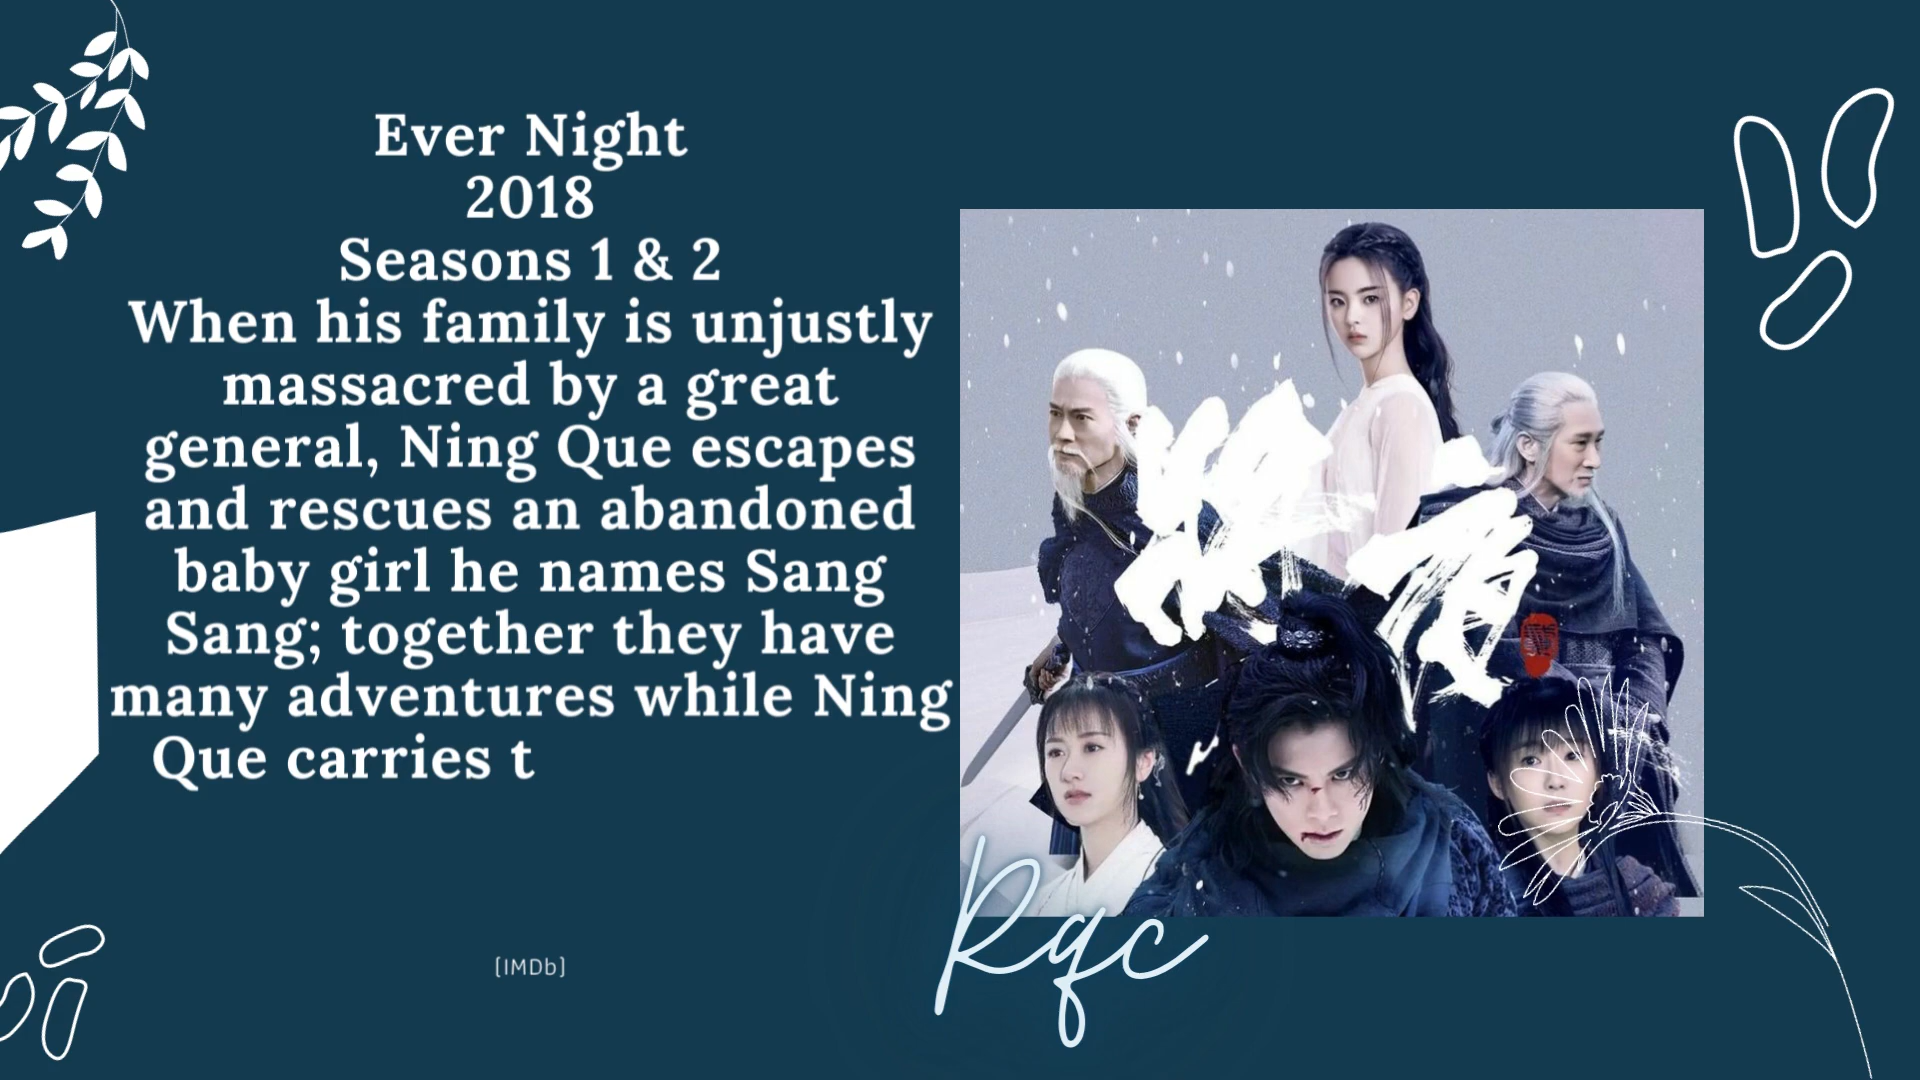 Ever Night
2018
Seasons 1 & 2
When his family is unjustly
massacred by a great
general, Ning Que escapes
and rescues an abandoned
baby girl he names Sang
Sang; together they have
many adventures while Ning
Que carries t
[IMDb]
将夜
Rqc